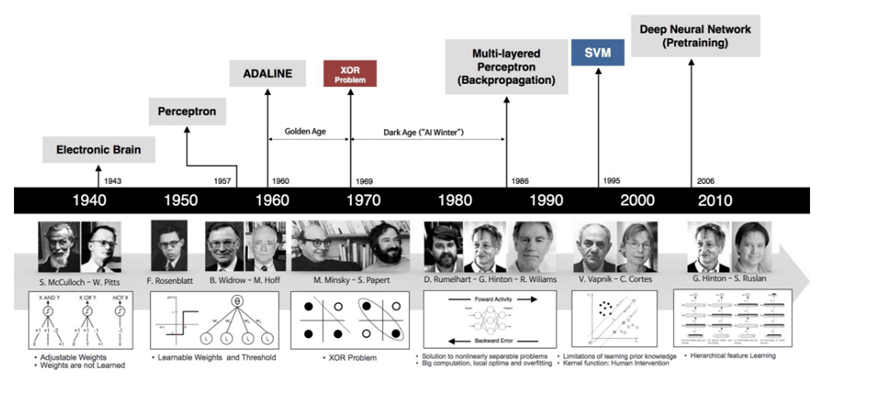 Deep Neural Network
(Pretraining)
Multi-layered
Perceptron
(Backpropagation)
SVM
ADALINE
XOR
Problem
Perceptron
Golden Age
Dark Age ("AI Winter")
Electronic Brain
1943
1957
1960
1969
1986
1995
2006
1940
1950
1960
1970
1980
1990
2000
2010
S. McCulloch – W. Pitts
F. Rosenblatt
B. Widrow – M. Hoff
M. Minsky – S. Papert
D. Rumelhart – G. Hinton – R. Wiliams
V. Vapnik – C. Cortes
G. Hinton – S. Ruslan
X AND Y
X OR Y
NOT X
Foward Activity
Backward Error
• Adjustable Weights
• Weights are not Learned
• Learnable Weights and Threshold
• XOR Problem
• Solution to nonlinearly separable problems
• Big computation, local optima and overfitting
• Limitations of learning prior knowledge
• Kernel function: Human Intervention
• Hierarchical feature Learning